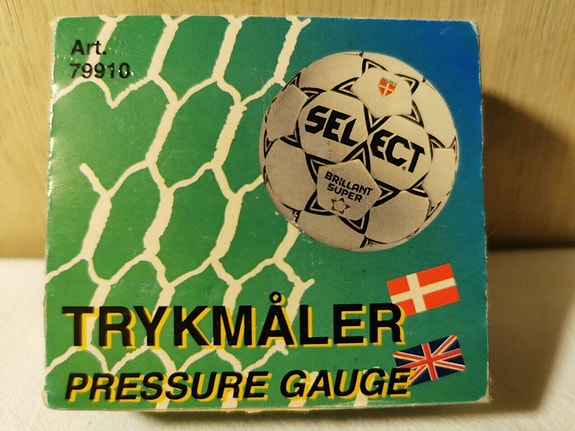 Art.
79910
SELECT
BRILLANT
SUPER
TRYKMÅLER
PRESSURE GAUGE